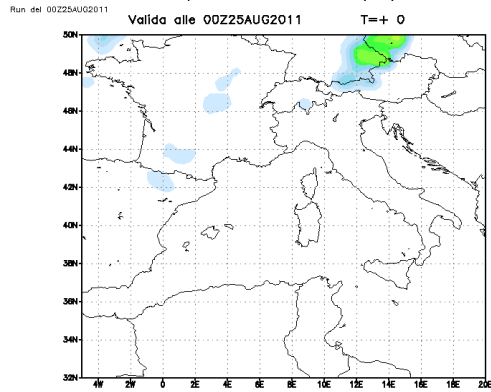 Run del 00Z25AUG2011
Valida alle 00Z25AUG2011 T=+ 0
50N
48N
46N
44N
42N
40N
38N
36N
34N
32N
4W 2W 0 2E 4E 6E 8E 10E 12E 14E 16E 18E 20E